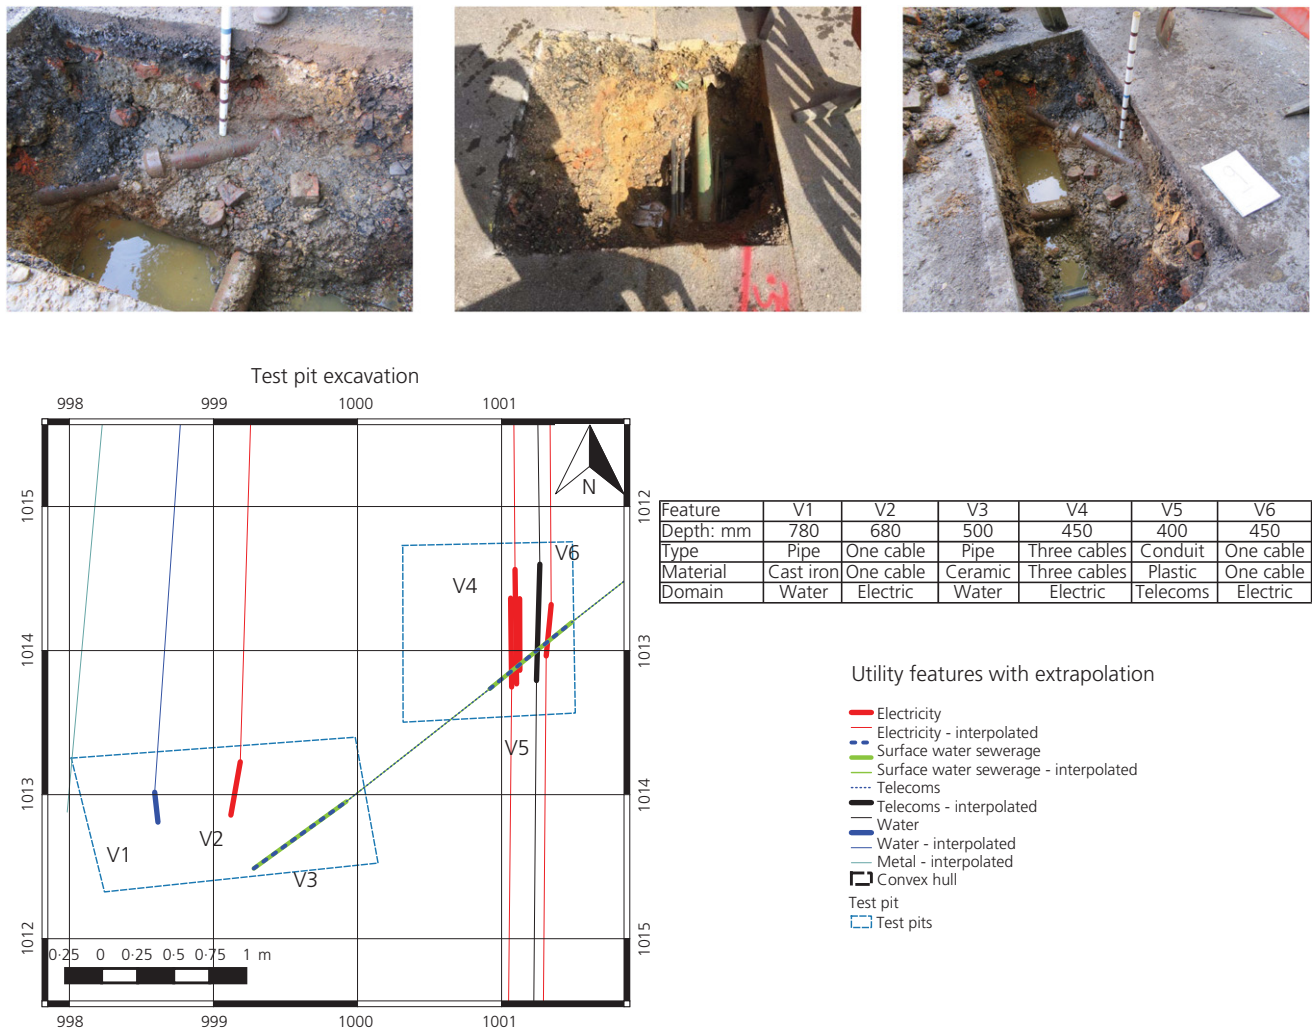 Test pit excavation
998 999 1000 1001
1015 1012
N
V6
V4
1014 1013
V5
1013 1014
V2
V1
V3
1012 1015
0·25 0 0·25 0·5 0·75 1 m
998 999 1000 1001
Feature V1 V2 V3 V4 V5 V6
Depth: mm 780 680 500 450 400 450
Type Pipe One cable Pipe Three cables Conduit One cable
Material Cast iron One cable Ceramic Three cables Plastic One cable
Domain Water Electric Water Electric Telecoms Electric
Utility features with extrapolation
Electricity
Electricity - interpolated
Surface water sewerage
Surface water sewerage - interpolated
Telecoms
Telecoms - interpolated
Water
Water - interpolated
Metal - interpolated
Convex hull
Test pit
Test pits